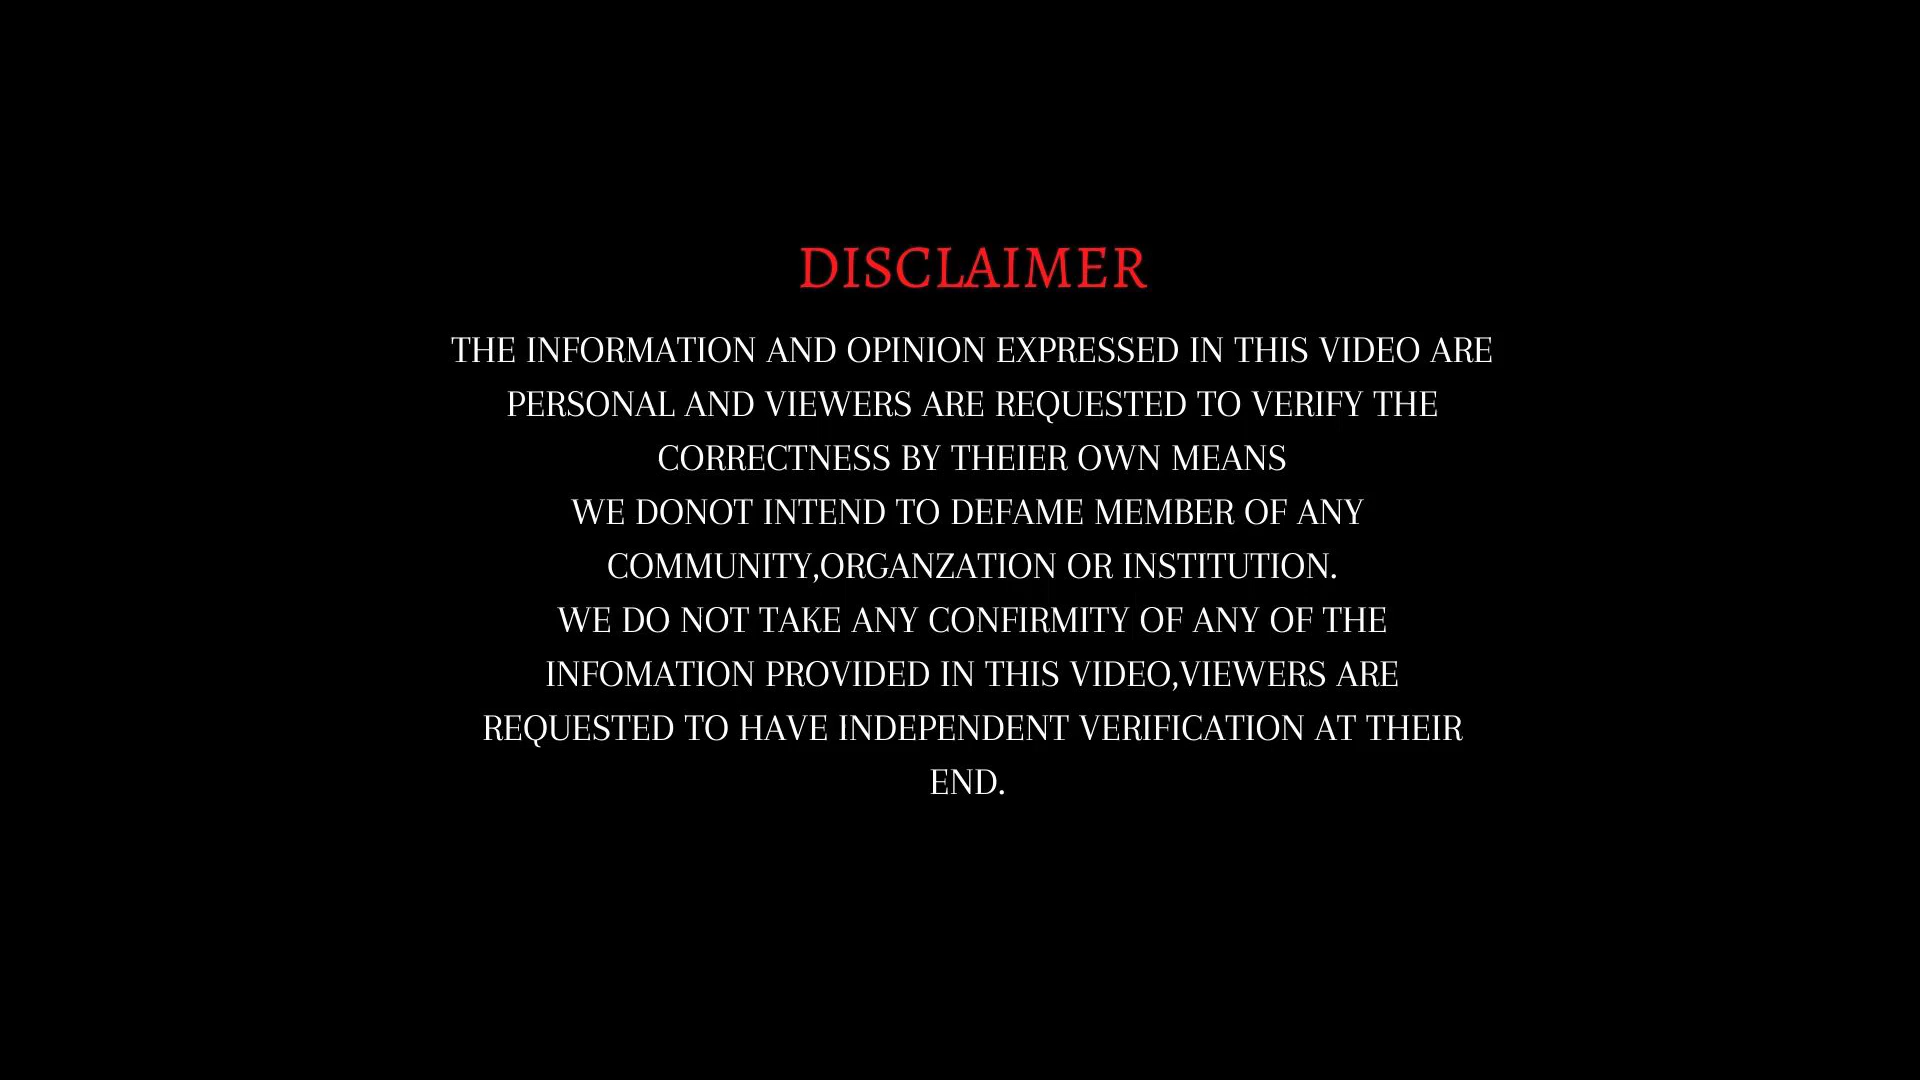 DISCLAIMER
THE INFORMATION AND OPINION EXPRESSED IN THIS VIDEO ARE
PERSONAL AND VIEWERS ARE REQUESTED TO VERIFY THE
CORRECTNESS BY THEIER OWN MEANS
WE DONOT INTEND TO DEFAME MEMBER OF ANY
COMMUNITY,ORGANZATION OR INSTITUTION.
WE DO NOT TAKE ANY CONFIRMITY OF ANY OF THE
INFOMATION PROVIDED IN THIS VIDEO,VIEWERS ARE
REQUESTED TO HAVE INDEPENDENT VERIFICATION AT THEIR
END.